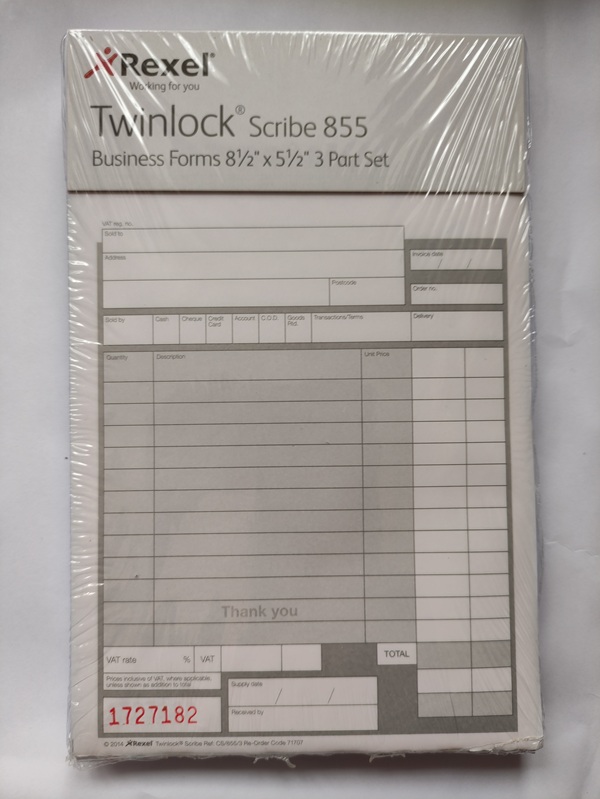 Rexel®
Working for you
Twinlock® Scribe 855
Business Forms 8½" x 5½" 3 Part Set
VAT reg. no.
Sold to
Address
Postcode
Invoice date
/ /
Order no.
Sold by Cash Cheque Credit Card Account C.O.D. Goods Rtd. Transactions/Terms Delivery
Quantity Description Unit Price
Thank you
VAT rate % VAT TOTAL
Prices inclusive of VAT, where applicable,
unless shown as addition to total
Supply date / /
Received by
1727182
© 2014 Rexel Twinlock® Scribe Ref. CS/855/3 Re-Order Code 71707